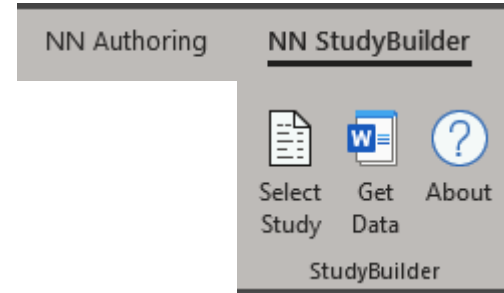 NN Authoring NN StudyBuilder
W
Select Get About
Study Data
StudyBuilder